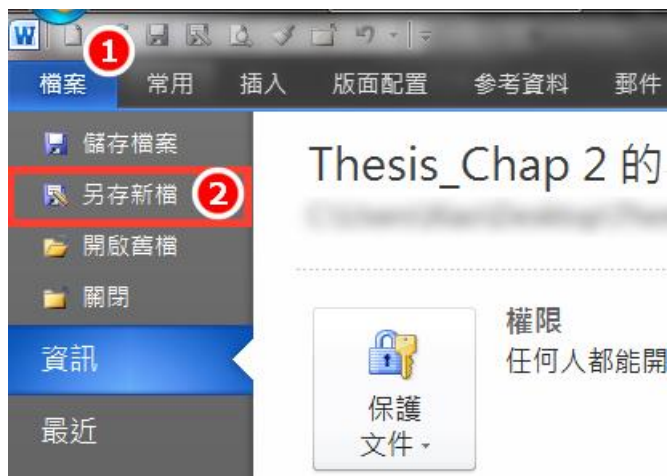 W
1
檔案 常用 插入 版面配置 參考資料 郵件
儲存檔案
另存新檔 2
開啟舊檔
關閉
資訊
最近
Thesis_Chap 2 的
權限
任何人都能開
保護
文件